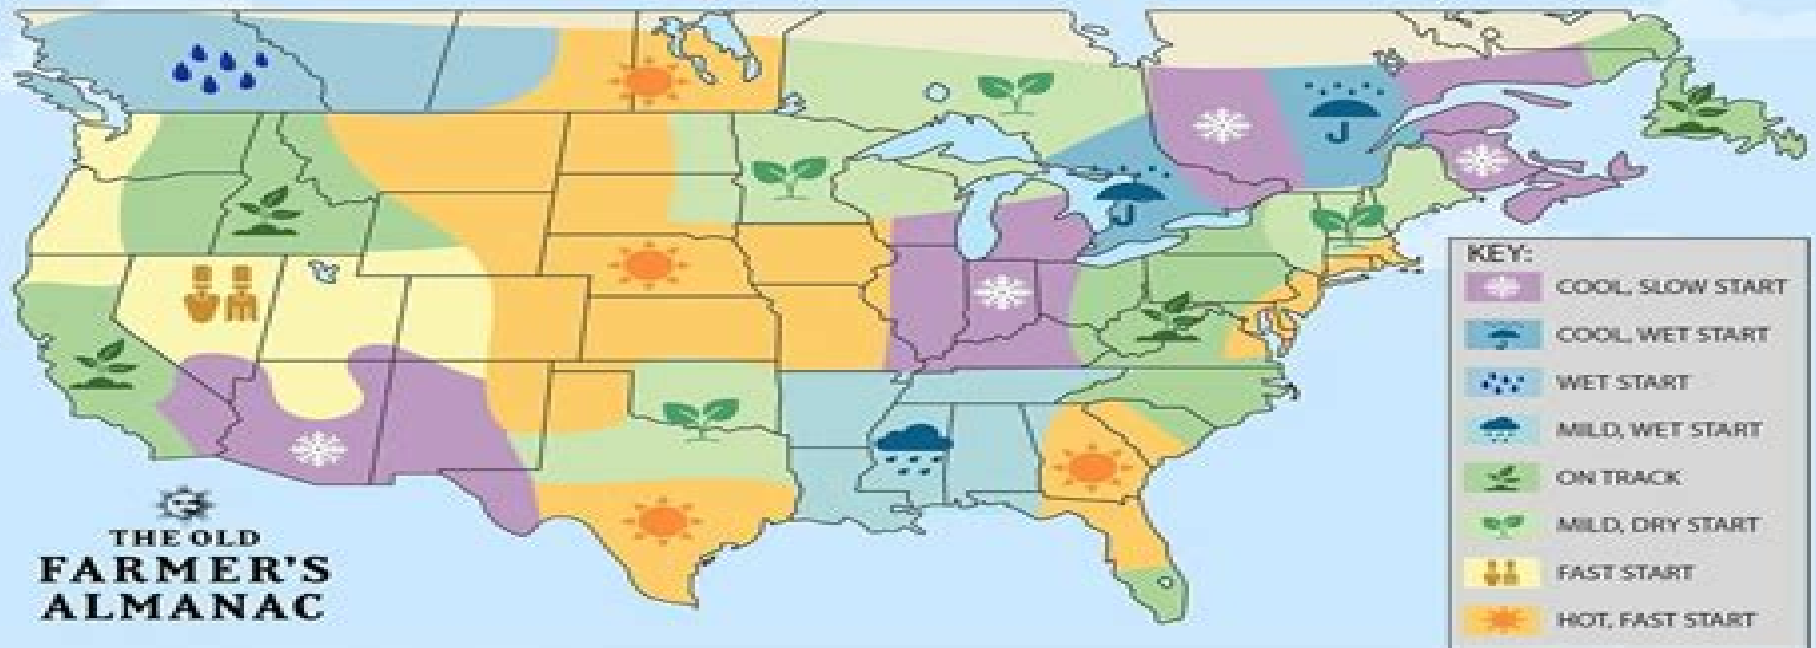 KEY:
COOL, SLOW START
COOL, WET START
WET START
MILD, WET START
ON TRACK
MILD, DRY START
FAST START
HOT, FAST START
THE OLD
FARMER'S
ALMANAC